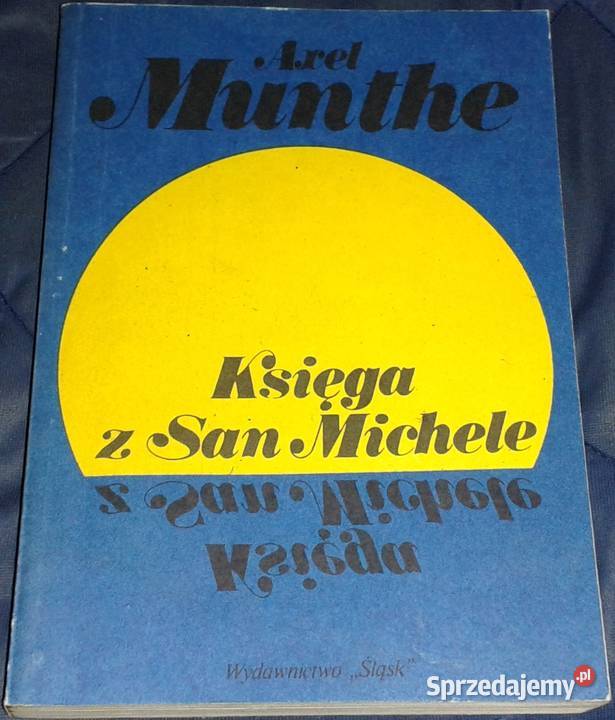 Axel
Munthe
Księga
z San Michele
z San Michele
Księga
Wydawnictwo „Śląsk”
Sprzedajemy.pl